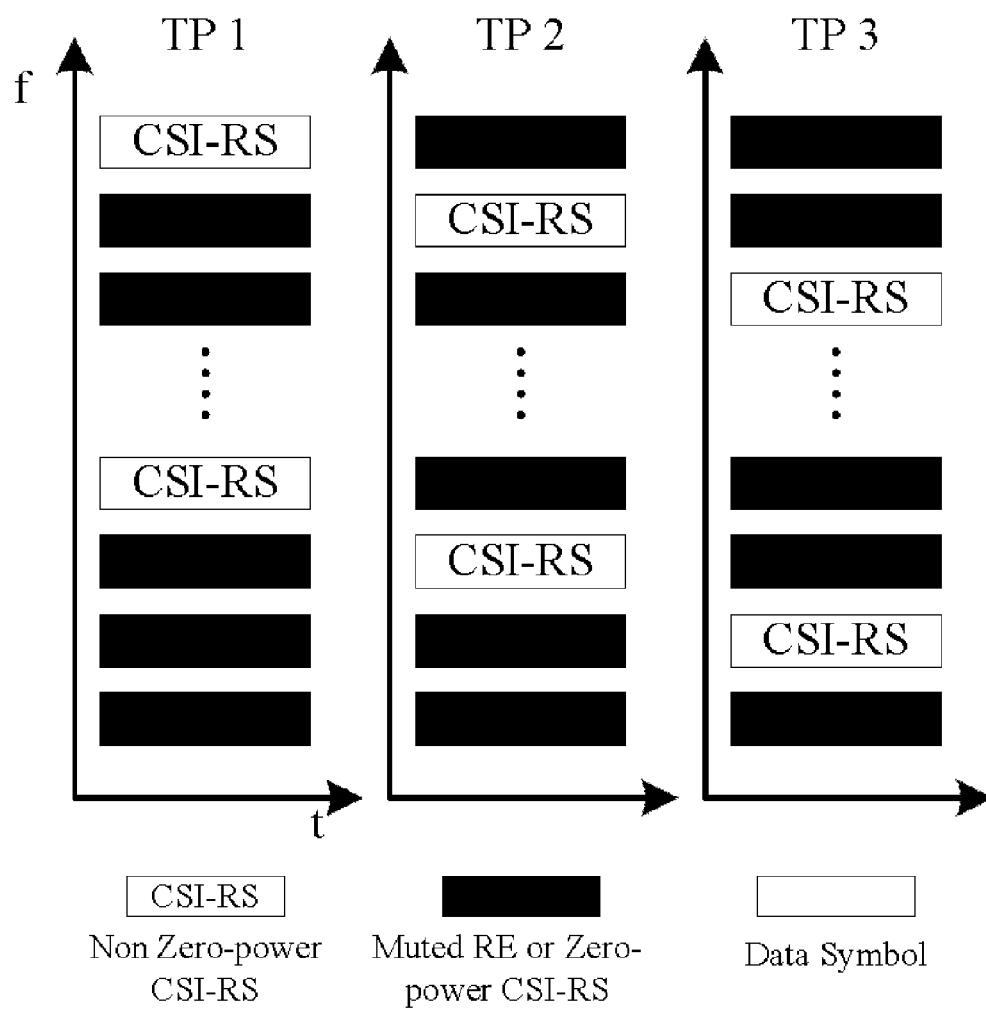 TP 1
TP 2
TP 3
f
CSI-RS
CSI-RS
CSI-RS
CSI-RS
CSI-RS
CSI-RS
t
CSI-RS
Non Zero-power
CSI-RS
Muted RE or Zero-
power CSI-RS
Data Symbol